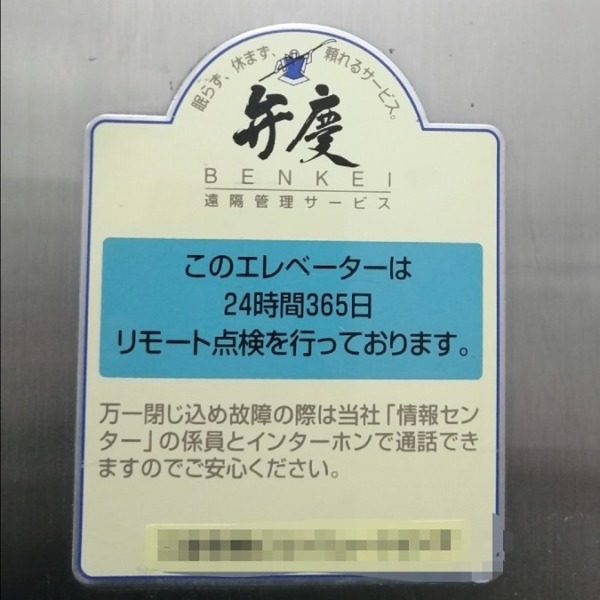 眠らず、休まず、頼れるサービス。
弁慶
BENKEI
遠隔管理サービス
このエレベーターは
24時間365日
リモート点検を行っております。
万一閉じ込め故障の際は当社「情報セン
ター」の係員とインターホンで通話でき
ますのでご安心ください。